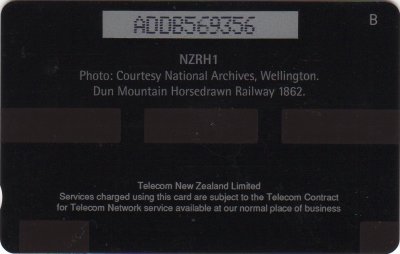 ADDB569356
B
NZRH1
Photo: Courtesy National Archives, Wellington.
Dun Mountain Horsedrawn Railway 1862.
Telecom New Zealand Limited
Services charged using this card are subject to the Telecom Contract
for Telecom Network service available at our normal place of business